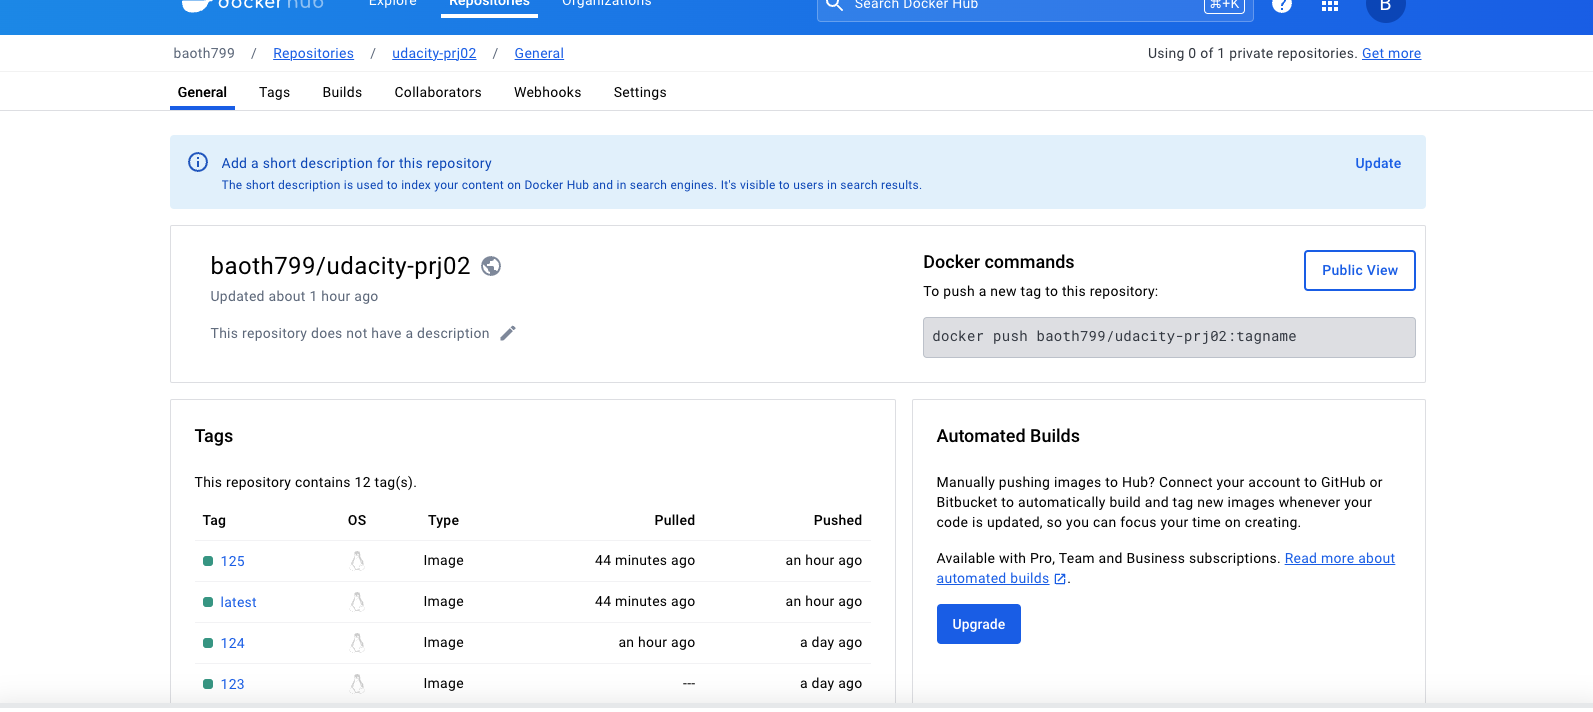 docker hub
Explore
Repositories
Organizations
Search Docker Hub
⌘+K
?
B
baoth799 / Repositories / udacity-prj02 / General
Using 0 of 1 private repositories. Get more
General
Tags
Builds
Collaborators
Webhooks
Settings
Add a short description for this repository
The short description is used to index your content on Docker Hub and in search engines. It's visible to users in search results.
Update
baoth799/udacity-prj02
Updated about 1 hour ago
This repository does not have a description
Docker commands
To push a new tag to this repository:
Public View
docker push baoth799/udacity-prj02:tagname
Tags
This repository contains 12 tag(s).
Tag OS Type Pulled Pushed
125 Image 44 minutes ago an hour ago
latest Image 44 minutes ago an hour ago
124 Image an hour ago a day ago
123 Image --- a day ago
Automated Builds
Manually pushing images to Hub? Connect your account to GitHub or
Bitbucket to automatically build and tag new images whenever your
code is updated, so you can focus your time on creating.
Available with Pro, Team and Business subscriptions. Read more about
automated builds.
Upgrade